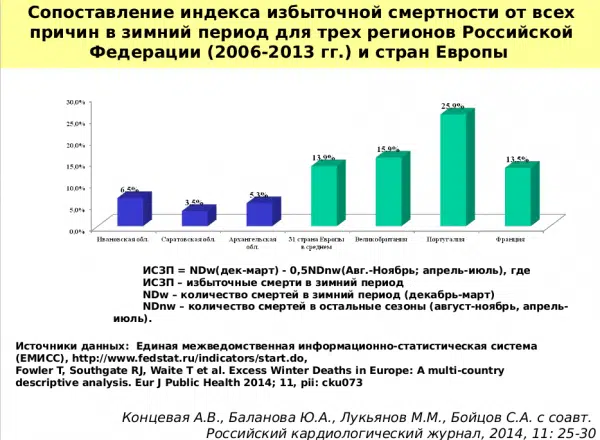 Сопоставление индекса избыточной смертности от всех
причин в зимний период для трех регионов Российской
Федерации (2006-2013 гг.) и стран Европы
30,0%
25,0%
20,0%
15,0%
10,0%
5,0%
0,0%
6,5%
3,5%
5,3%
13,9%
15,9%
25,9%
13,5%
Ивановская обл.
Саратовская обл.
Архангельская
обл.
31 страна Европы
в среднем
Великобритания
Португалия
Франция
ИСЗП = NDw(дек-март) - 0,5NDnw(Авг.-Ноябрь; апрель-июль), где
ИСЗП – избыточные смерти в зимний период
NDw – количество смертей в зимний период (декабрь-март)
NDnw – количество смертей в остальные сезоны (август-ноябрь, апрель-
июль).
Источники данных: Единая межведомственная информационно-статистическая система
(ЕМИСС), http://www.fedstat.ru/indicators/start.do,
Fowler T, Southgate RJ, Waite T et al. Excess Winter Deaths in Europe: A multi-country
descriptive analysis. Eur J Public Health 2014; 11, pii: cku073
Концевая А.В., Баланова Ю.А., Лукьянов М.М., Бойцов С.А. с соавт.
Российский кардиологический журнал, 2014, 11: 25-30